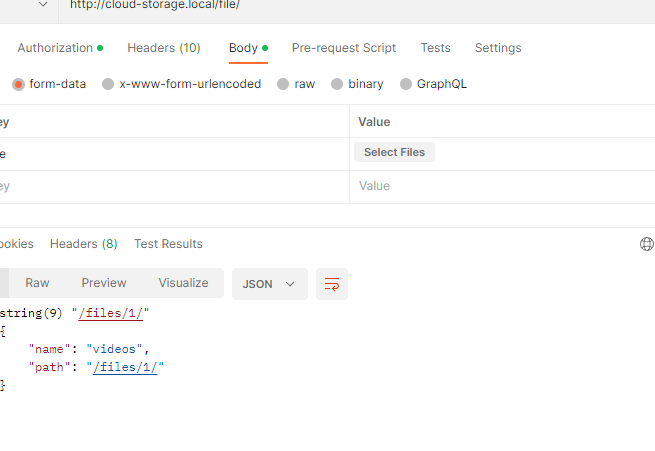 http://cloud-storage.local/file/
Authorization Headers (10) Body Pre-request Script Tests Settings
form-data x-www-form-urlencoded raw binary GraphQL
ey Value
e Select Files
ey Value
ookies Headers (8) Test Results
Raw Preview Visualize JSON
string(9) "/files/1/"
{
"name": "videos",
"path": "/files/1/"
}